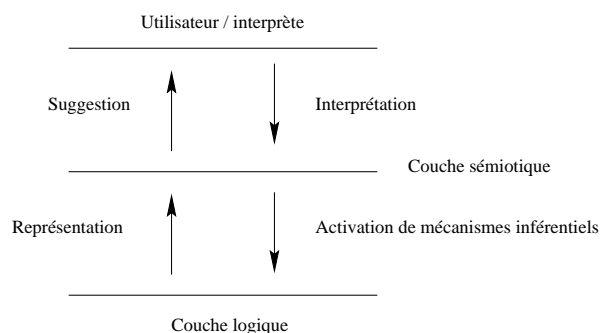 Utilisateur / interprète
Suggestion
Interprétation
Couche sémiotique
Représentation
Activation de mécanismes inférentiels
Couche logique